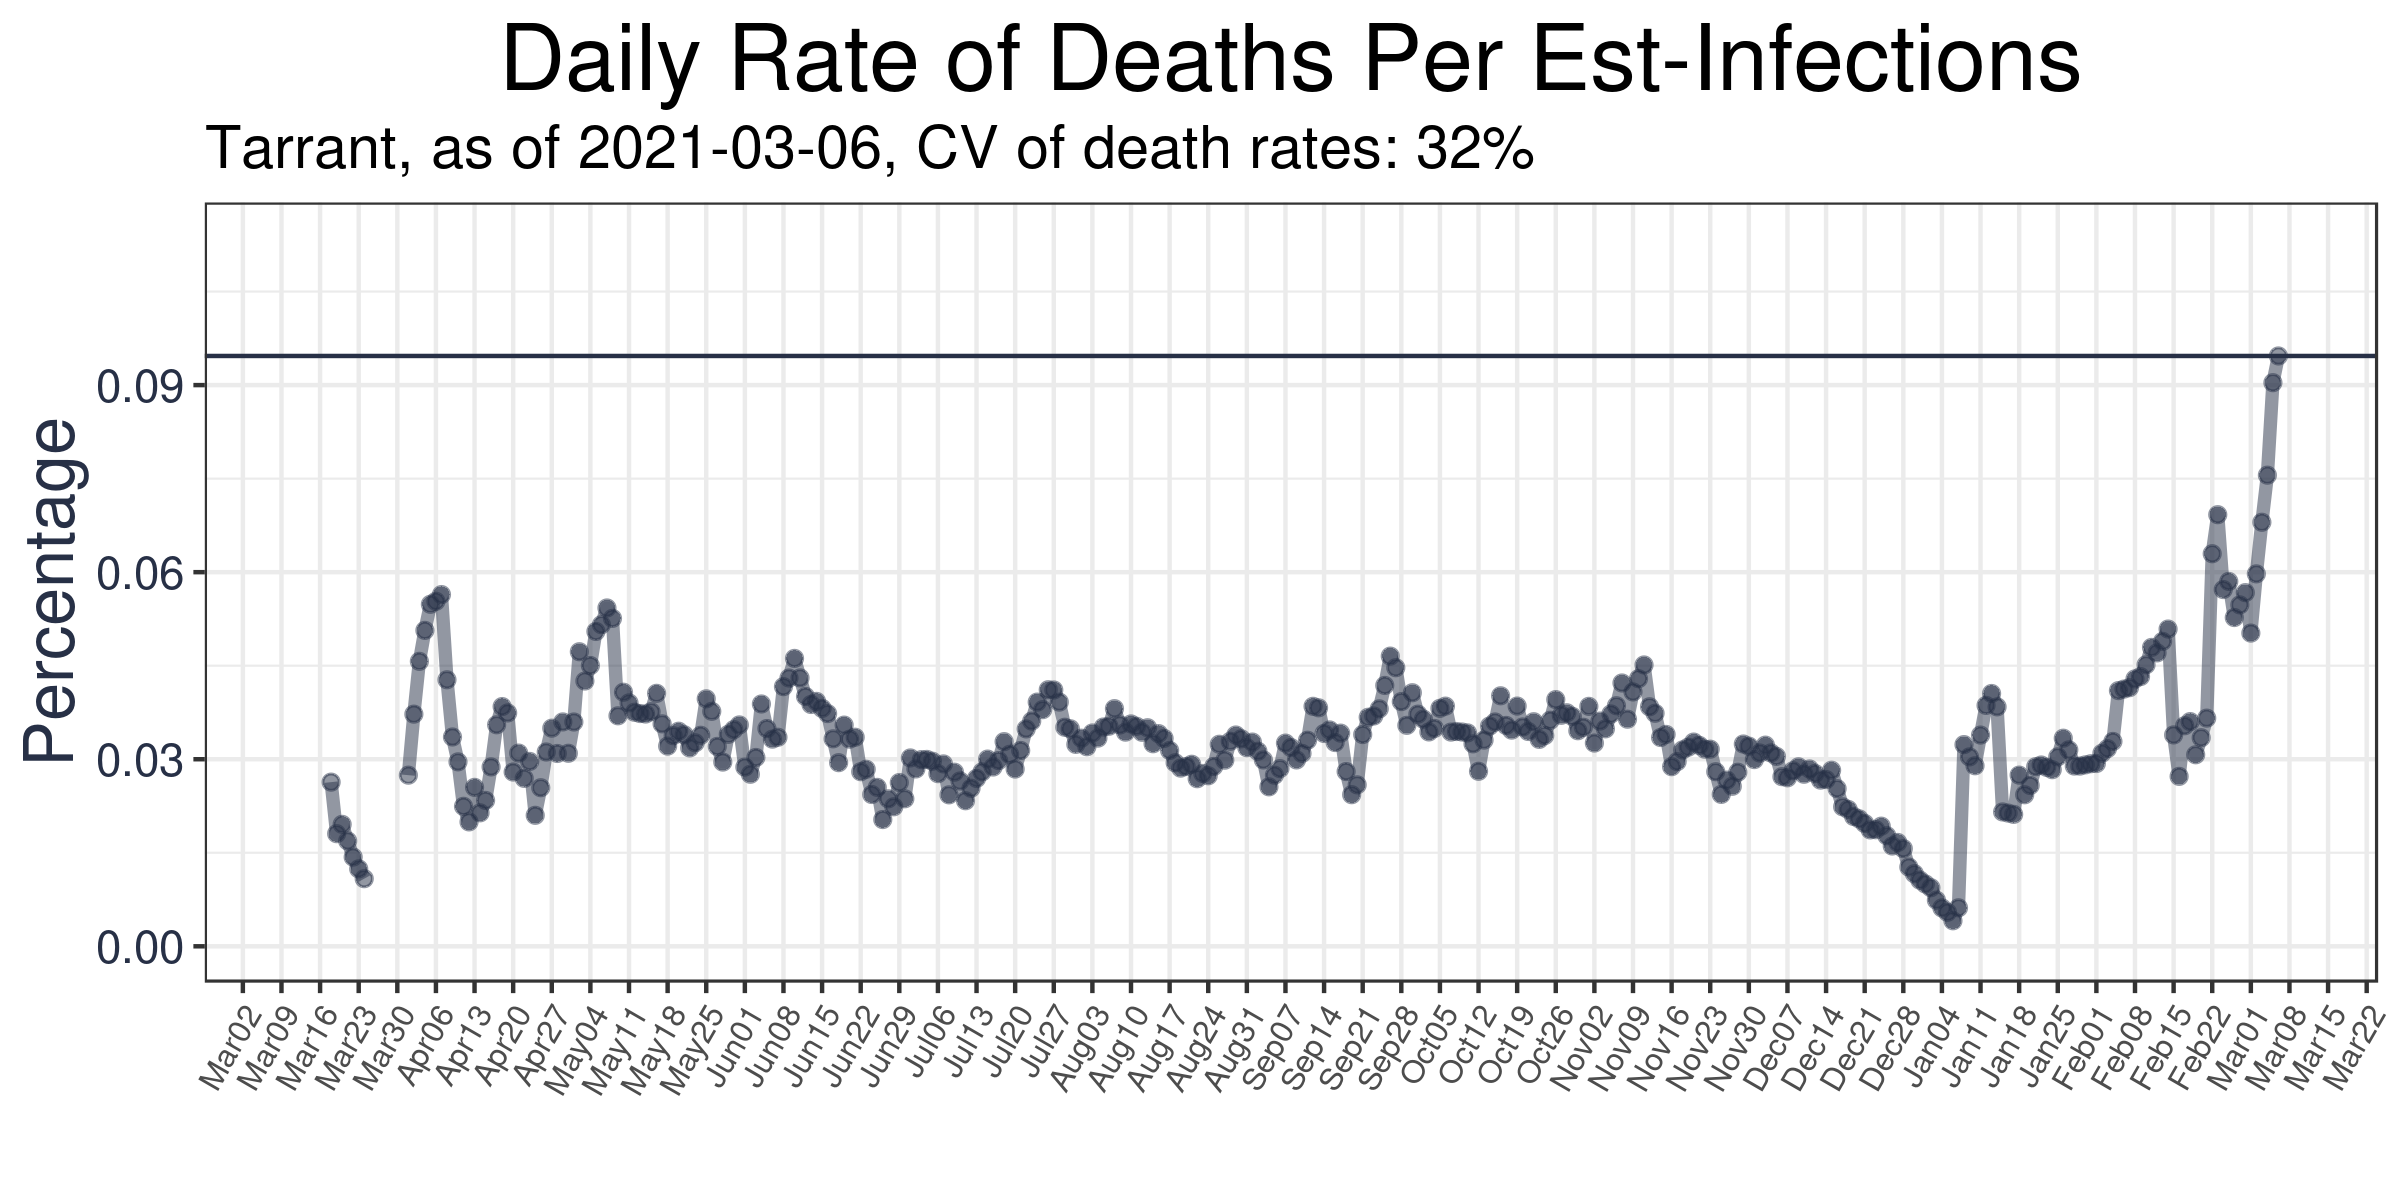 Daily Rate of Deaths Per Est-Infections
Tarrant, as of 2021-03-06, CV of death rates: 32%
Percentage
0.09
0.06
0.03
0.00
Mar02
Mar09
Mar16
Mar23
Mar30
Apr06
Apr13
Apr20
Apr27
May04
May11
May18
May25
Jun01
Jun08
Jun15
Jun22
Jun29
Jul06
Jul13
Jul20
Jul27
Aug03
Aug10
Aug17
Aug24
Aug31
Sep07
Sep14
Sep21
Sep28
Oct05
Oct12
Oct19
Oct26
Nov02
Nov09
Nov16
Nov23
Nov30
Dec07
Dec14
Dec21
Dec28
Jan04
Jan11
Jan18
Jan25
Feb01
Feb08
Feb15
Feb22
Mar01
Mar08
Mar15
Mar22